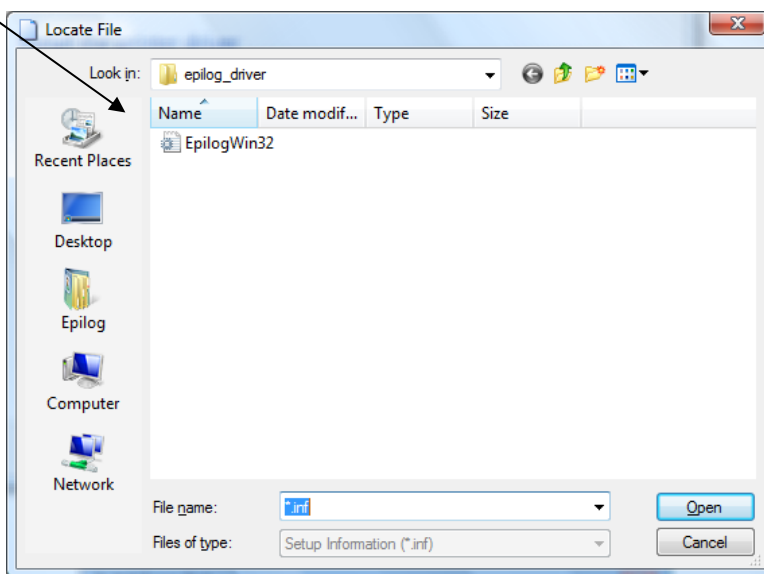 Locate File
Look in: epilog_driver
Name Date modif... Type Size
EpilogWin32
Recent Places
Desktop
Epilog
Computer
Network
File name: *.inf Open
Files of type: Setup Information (*.inf) Cancel